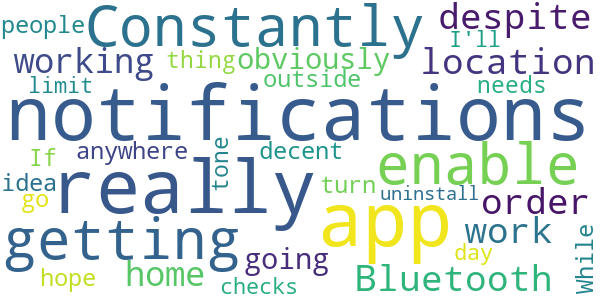 people Constantly despite
I'll
working thing obviously location
limit outside needs
notifications
If anywhere tone decent enable
idea really turn uninstall order
go app work
getting going day While
hope home checks Bluetooth